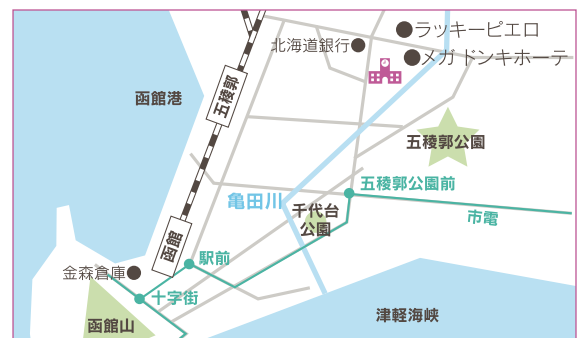 ラッキーピエロ
北海道銀行
メガ ドンキホーテ
函館港
五稜郭
五稜郭公園
五稜郭公園前
亀田川
千代台
公園
市電
函館
駅前
金森倉庫
十字街
函館山
津軽海峡